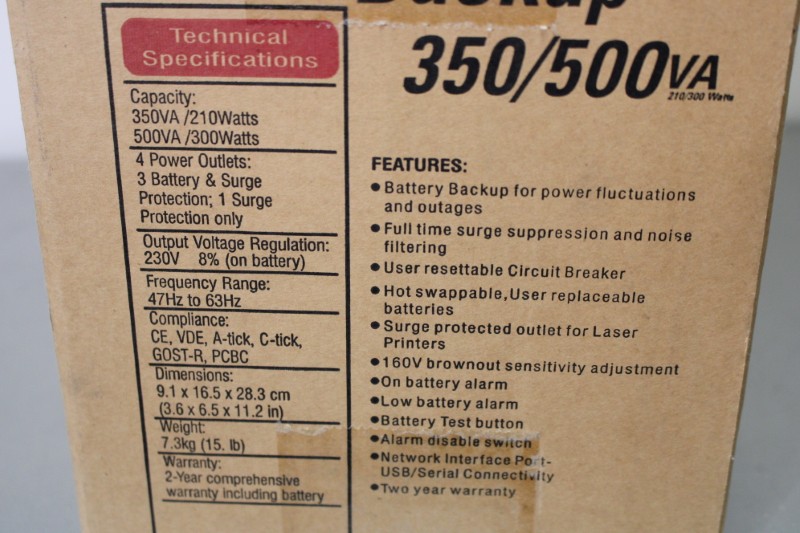 Technical
Specifications
Capacity:
350VA /210Watts
500VA /300Watts
4 Power Outlets:
3 Battery & Surge
Protection; 1 Surge
Protection only
Output Voltage Regulation:
230V 8% (on battery)
Frequency Range:
47Hz to 63Hz
Compliance:
CE, VDE, A-tick, C-tick,
GOST-R, PCBC
Dimensions:
9.1 x 16.5 x 28.3 cm
(3.6 x 6.5 x 11.2 in)
Weight:
7.3kg (15. lb)
Warranty:
2-Year comprehensive
warranty including battery
Backup
350/500VA
210/300 Watts
FEATURES:
•Battery Backup for power fluctuations
and outages
•Full time surge suppression and noise
filtering
•User resettable Circuit Breaker
•Hot swappable,User replaceable
batteries
•Surge protected outlet for Laser
Printers
•160V brownout sensitivity adjustment
•On battery alarm
•Low battery alarm
•Battery Test button
•Alarm disable switch
•Network Interface Port-
USB/Serial Connectivity
•Two year warranty